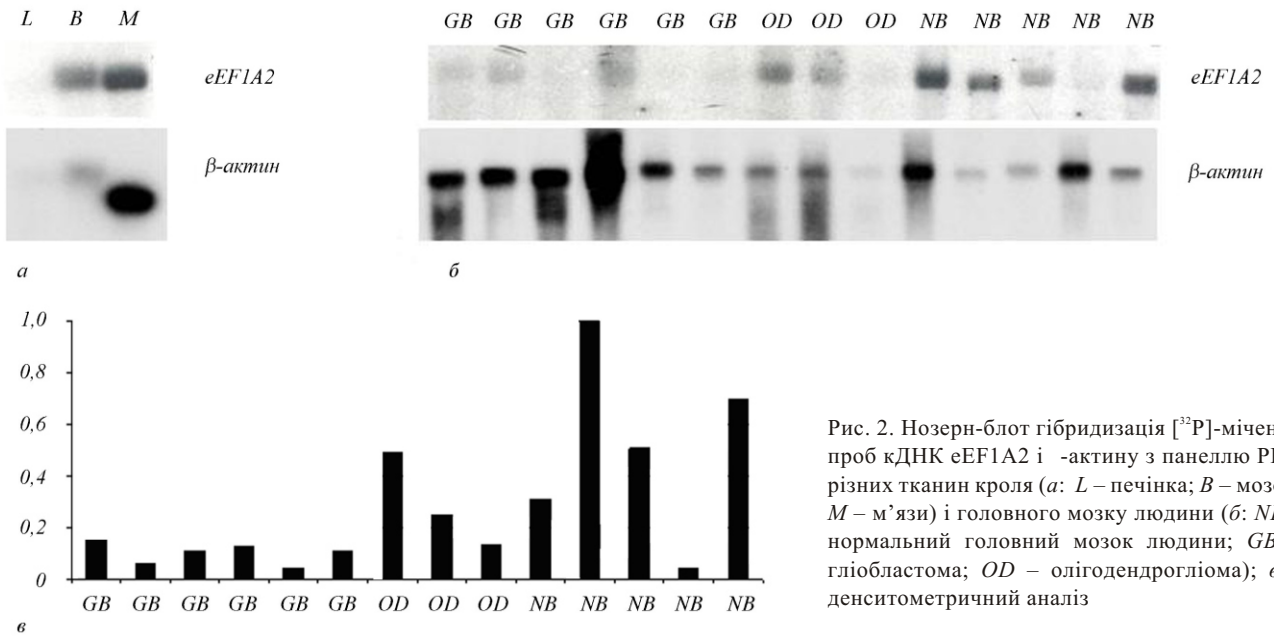 L B M
eEF1A2
β-актин
а
GB GB GB GB GB GB OD OD OD NB NB NB NB NB
eEF1A2
β-актин
б
1,0
0,8
0,6
0,4
0,2
0
GB GB GB GB GB GB OD OD OD NB NB NB NB NB
в
Рис. 2. Нозерн-блот гібридизація [³²P]-мічен
проб кДНК eEF1A2 і -актину з панеллю
різних тканин кроля (а: L – печінка; B –
M – м’язи) і головного мозку людини (б:
нормальний головний мозок людини; GB
гліобластома; OD – олігодендрогліома);
денситометричний аналіз